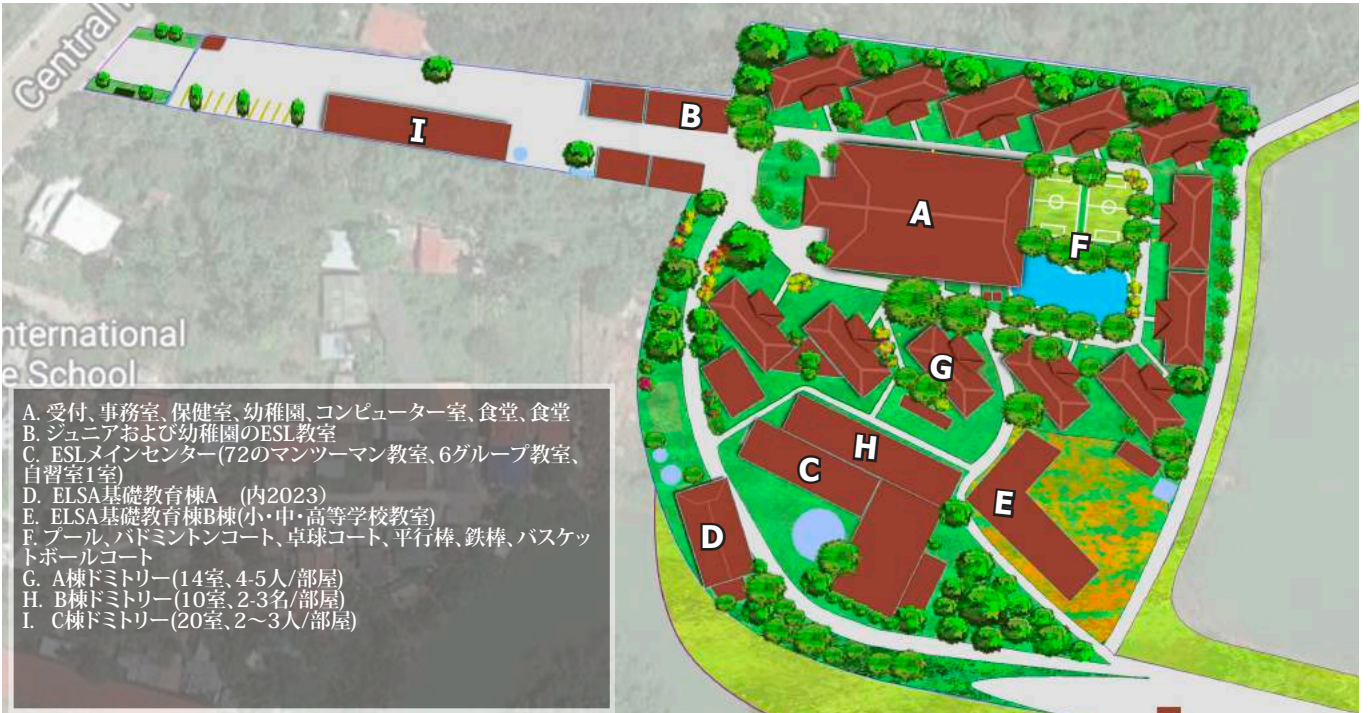 Central
I
B
A
F
nternational
e School
G
H
C
E
D
A. 受付、事務室、保健室、幼稚園、コンピューター室、食堂、食堂
B. ジュニアおよび幼稚園のESL教室
C. ESLメインセンター(72のマンツーマン教室、6グループ教室、
自習室1室)
D. ELSA基礎教育棟A (内2023)
E. ELSA基礎教育棟B棟(小・中・高等学校教室)
F. プール、バドミントンコート、卓球コート、平行棒、鉄棒、バスケッ
トボールコート
G. A棟ドミトリー(14室、4-5人/部屋)
H. B棟ドミトリー(10室、2-3名/部屋)
I. C棟ドミトリー(20室、2～3人/部屋)